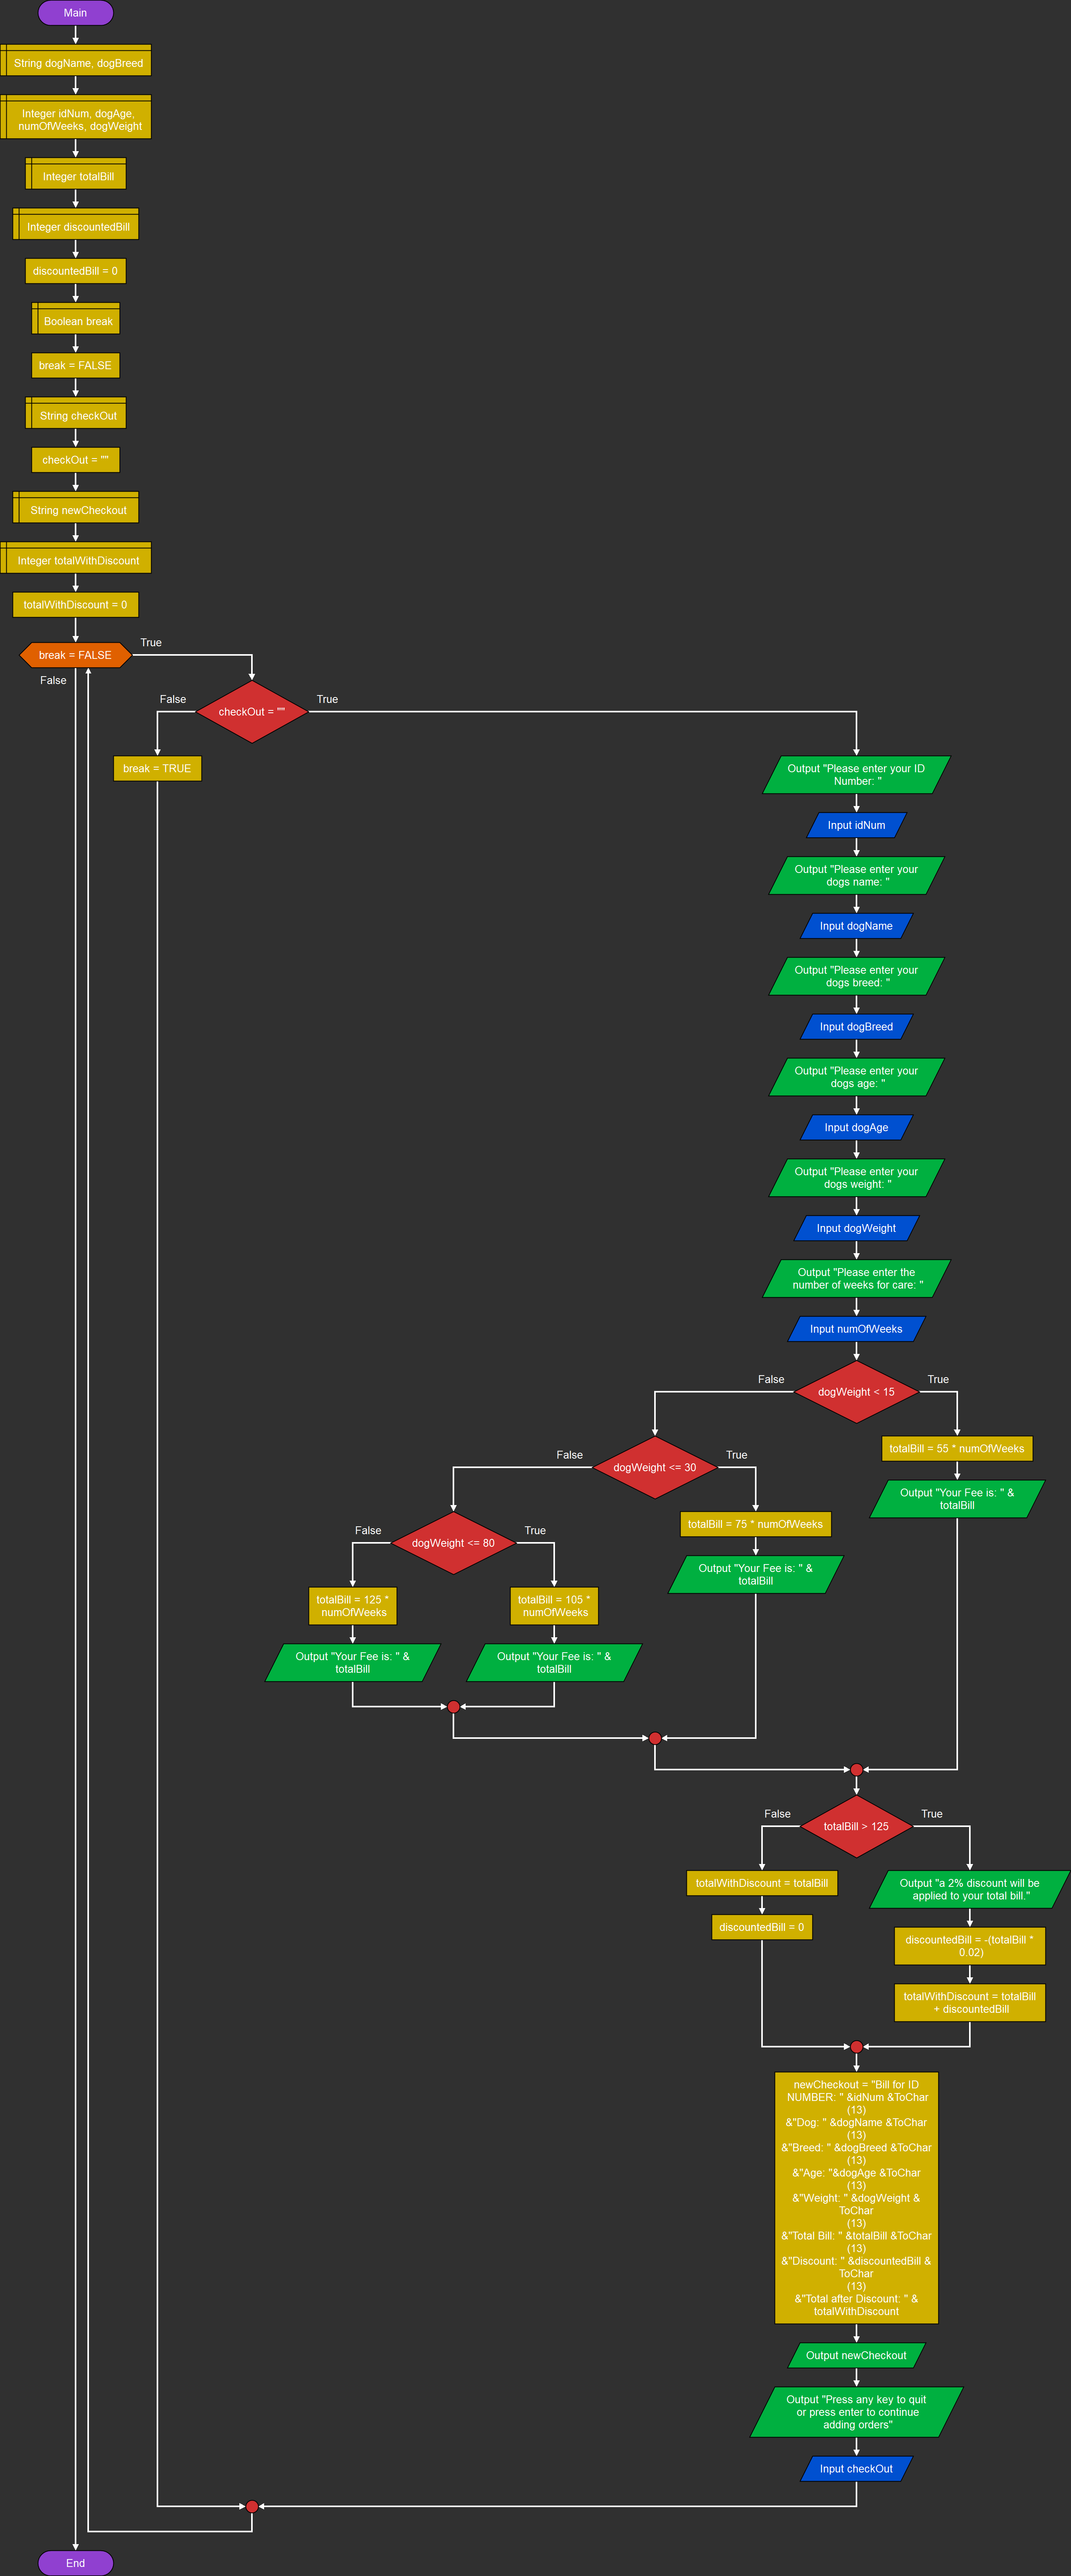 Main
String dogName, dogBreed
Integer idNum, dogAge,
numOfWeeks, dogWeight
Integer totalBill
Integer discountedBill
discountedBill = 0
Boolean break
break = FALSE
String checkOut
checkOut = ""
String newCheckout
Integer totalWithDiscount
totalWithDiscount = 0
break = FALSE
True
False
checkOut = ""
False
True
break = TRUE
Output "Please enter your ID
Number: "
Input idNum
Output "Please enter your
dogs name: "
Input dogName
Output "Please enter your
dogs breed: "
Input dogBreed
Output "Please enter your
dogs age: "
Input dogAge
Output "Please enter your
dogs weight: "
Input dogWeight
Output "Please enter the
number of weeks for care: "
Input numOfWeeks
False
dogWeight < 15
True
totalBill = 55 * numOfWeeks
Output "Your Fee is: " &
totalBill
False
dogWeight <= 30
True
totalBill = 75 * numOfWeeks
Output "Your Fee is: " &
totalBill
False
dogWeight <= 80
True
totalBill = 125 *
numOfWeeks
Output "Your Fee is: " &
totalBill
totalBill = 105 *
numOfWeeks
Output "Your Fee is: " &
totalBill
False
totalBill > 125
True
totalWithDiscount = totalBill
discountedBill = 0
Output "a 2% discount will be
applied to your total bill."
discountedBill = -(totalBill *
0.02)
totalWithDiscount = totalBill
+ discountedBill
newCheckout = "Bill for ID
NUMBER: " &idNum &ToChar
(13)
&"Dog: " &dogName &ToChar
(13)
&"Breed: " &dogBreed &ToChar
(13)
&"Age: "&dogAge &ToChar
(13)
&"Weight: " &dogWeight &
ToChar
(13)
&"Total Bill: " &totalBill &ToChar
(13)
&"Discount: " &discountedBill &
ToChar
(13)
&"Total after Discount: " &
totalWithDiscount
Output newCheckout
Output "Press any key to quit
or press enter to continue
adding orders"
Input checkOut
End